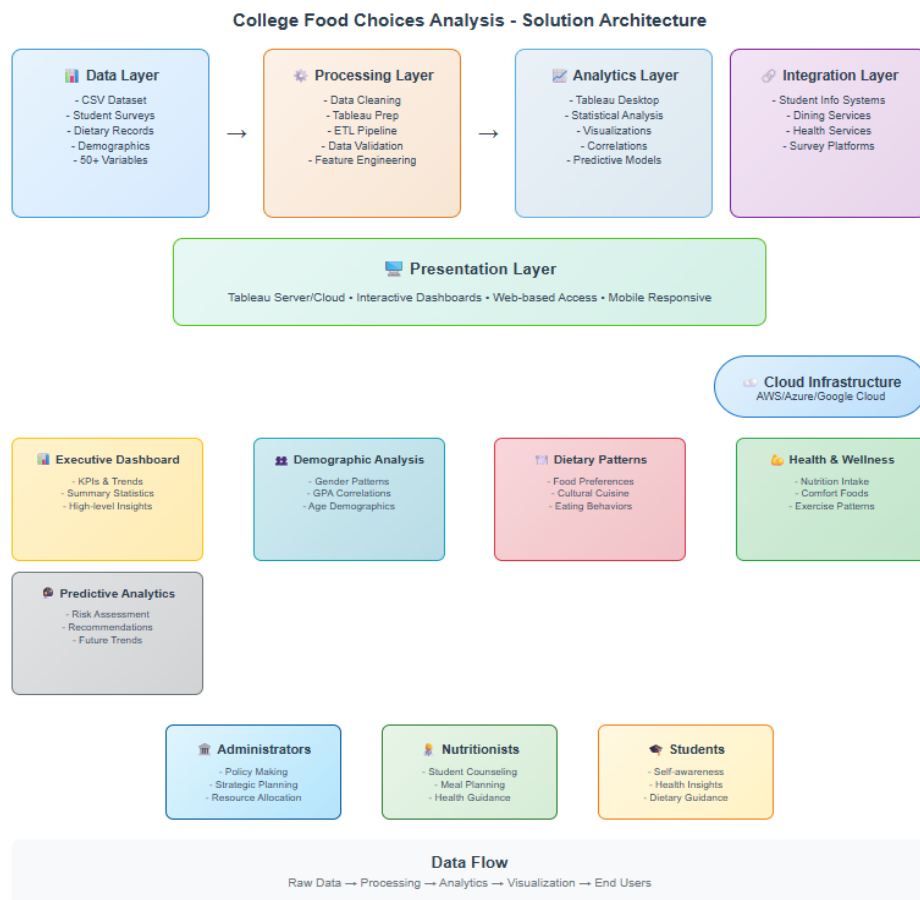 College Food Choices Analysis - Solution Architecture
Data Layer
- CSV Dataset
- Student Surveys
- Dietary Records
- Demographics
- 50+ Variables
→
Processing Layer
- Data Cleaning
- Tableau Prep
- ETL Pipeline
- Data Validation
- Feature Engineering
→
Analytics Layer
- Tableau Desktop
- Statistical Analysis
- Visualizations
- Correlations
- Predictive Models
Integration Layer
- Student Info Systems
- Dining Services
- Health Services
- Survey Platforms
Presentation Layer
Tableau Server/Cloud • Interactive Dashboards • Web-based Access • Mobile Responsive
Cloud Infrastructure
AWS/Azure/Google Cloud
Executive Dashboard
- KPIs & Trends
- Summary Statistics
- High-level Insights
Demographic Analysis
- Gender Patterns
- GPA Correlations
- Age Demographics
Dietary Patterns
- Food Preferences
- Cultural Cuisine
- Eating Behaviors
Health & Wellness
- Nutrition Intake
- Comfort Foods
- Exercise Patterns
Predictive Analytics
- Risk Assessment
- Recommendations
- Future Trends
Administrators
- Policy Making
- Strategic Planning
- Resource Allocation
Nutritionists
- Student Counseling
- Meal Planning
- Health Guidance
Students
- Self-awareness
- Health Insights
- Dietary Guidance
Data Flow
Raw Data → Processing → Analytics → Visualization → End Users